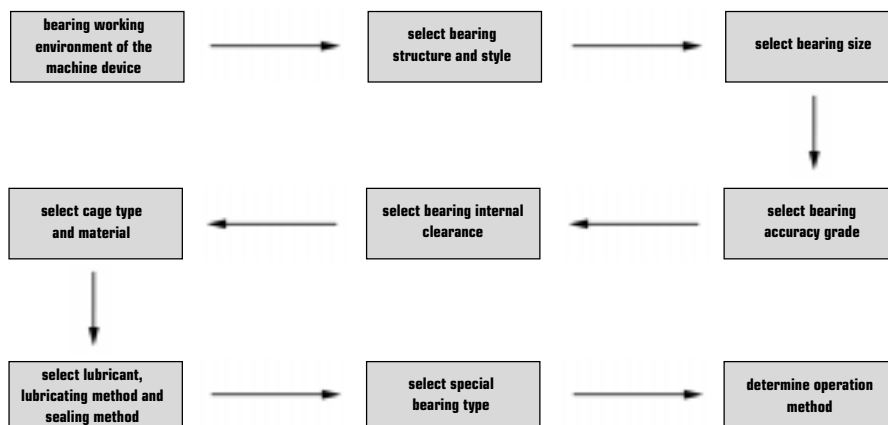 bearing working
environment of the
machine device
select bearing
structure and style
select bearing size
select bearing
accuracy grade
select bearing internal
clearance
select cage type
and material
select lubricant,
lubricating method and
sealing method
select special
bearing type
determine operation
method